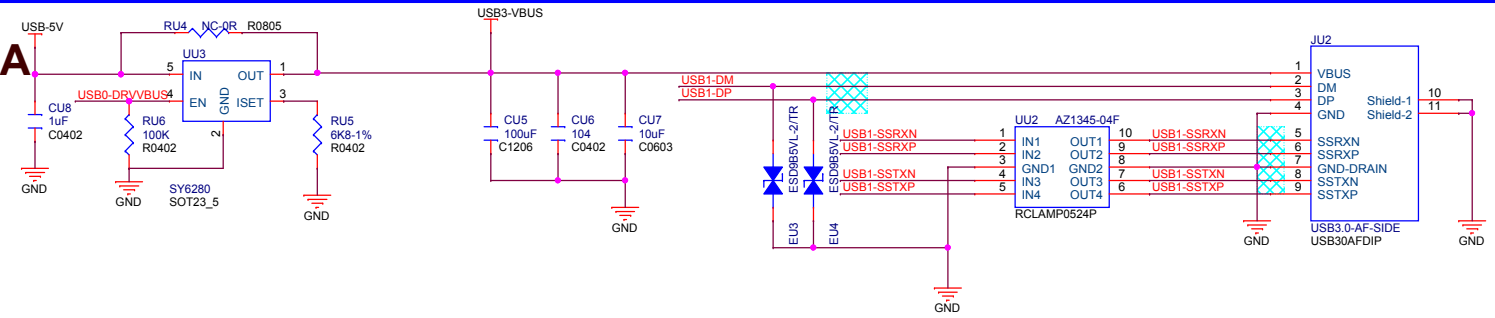 USB-5V
RU4 NC-0R R0805
USB3-VBUS
A
UU3
5 IN OUT 1
USB0-DRVVBUS 4 EN GND ISET 3
2
CU8
1uF
C0402
GND
RU6
100K
R0402
GND
SY6280
SOT23_5
RU5
6K8-1%
R0402
GND
CU5
100uF
C1206
CU6
104
C0402
CU7
10uF
C0603
GND
USB1-DM
USB1-DP
ESD9B5VL-2/TR
ESD9B5VL-2/TR
EU3
EU4
UU2 AZ1345-04F
USB1-SSRXN 1 IN1 OUT1 10 USB1-SSRXN
USB1-SSRXP 2 IN2 OUT2 9 USB1-SSRXP
3 GND1 GND2 8
USB1-SSTXN 4 IN3 OUT3 7 USB1-SSTXN
USB1-SSTXP 5 IN4 OUT4 6 USB1-SSTXP
RCLAMP0524P
GND
JU2
1 VBUS
2 DM
3 DP Shield-1 10
4 GND Shield-2 11
5 SSRXN
6 SSRXP
7 GND-DRAIN
8 SSTXN
9 SSTXP
USB3.0-AF-SIDE
USB30AFDIP
GND
GND